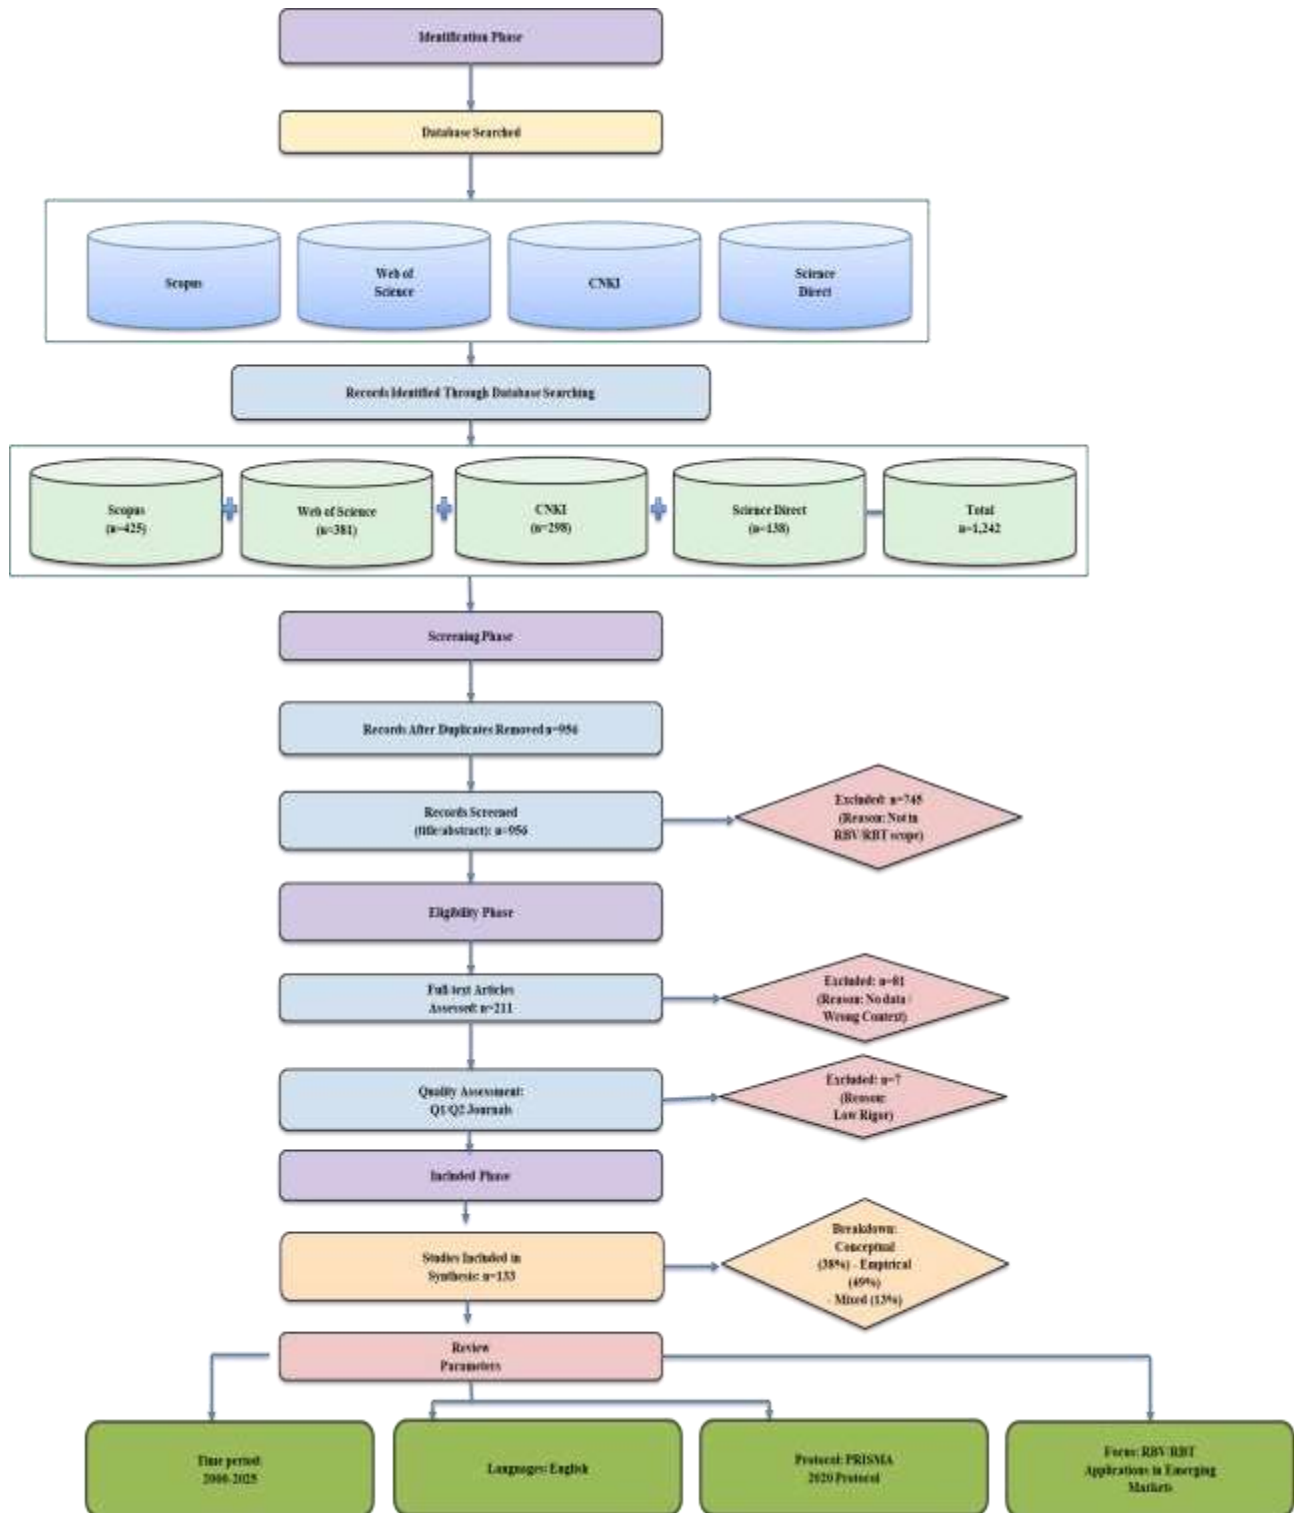 Identification Phase
Database Searched
Scopus
Web of
Science
CNKI
Science
Direct
Records Identified Through Database Searching
Scopus
(n=425)
Web of Science
(n=381)
CNKI
(n=298)
Science Direct
(n=138)
Total
n=1,242
Screening Phase
Records After Duplicates Removed n=956
Records Screened
(title/abstract): n=956
Excluded: n=745
(Reason: Not in
RBV/RBT scope)
Eligibility Phase
Full-text Articles
Assessed: n=211
Excluded: n=81
(Reason: No data /
Wrong Context)
Quality Assessment:
Q1/Q2 Journals
Excluded: n=7
(Reason:
Low Rigor)
Included Phase
Studies Included in
Synthesis: n=133
Breakdown:
Conceptual
(38%) - Empirical
(49%)
- Mixed (13%)
Review
Parameters
Time period:
2000-2025
Languages: English
Protocol: PRISMA
2020 Protocol
Focus: RBV/RBT
Applications in Emerging
Markets